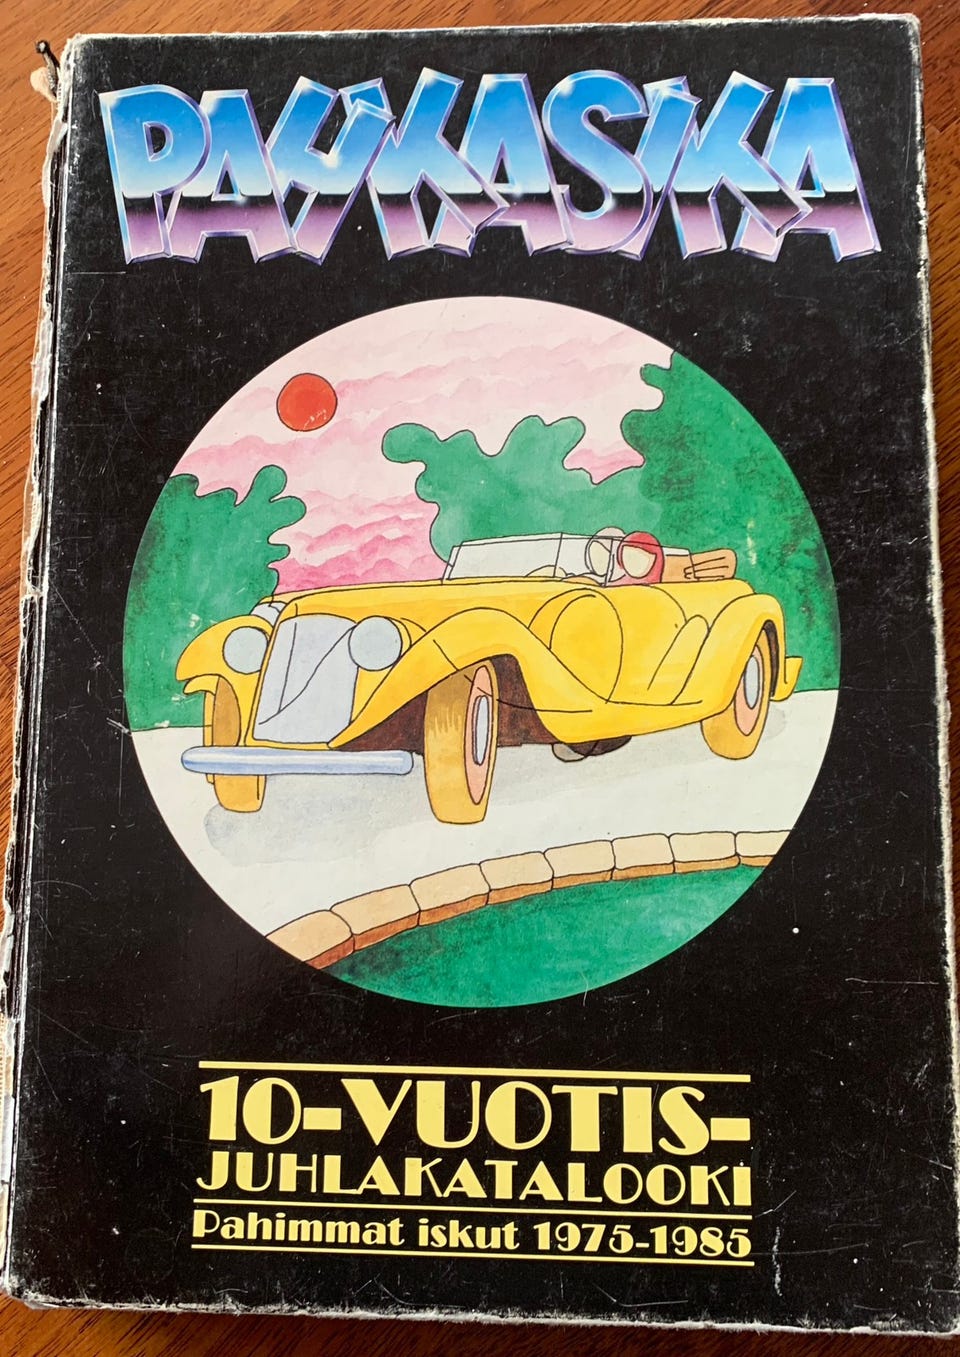 PAHKASIKA
10-VUOTIS-
JUHLAKATALOOKI
Pahimmat iskut 1975-1985